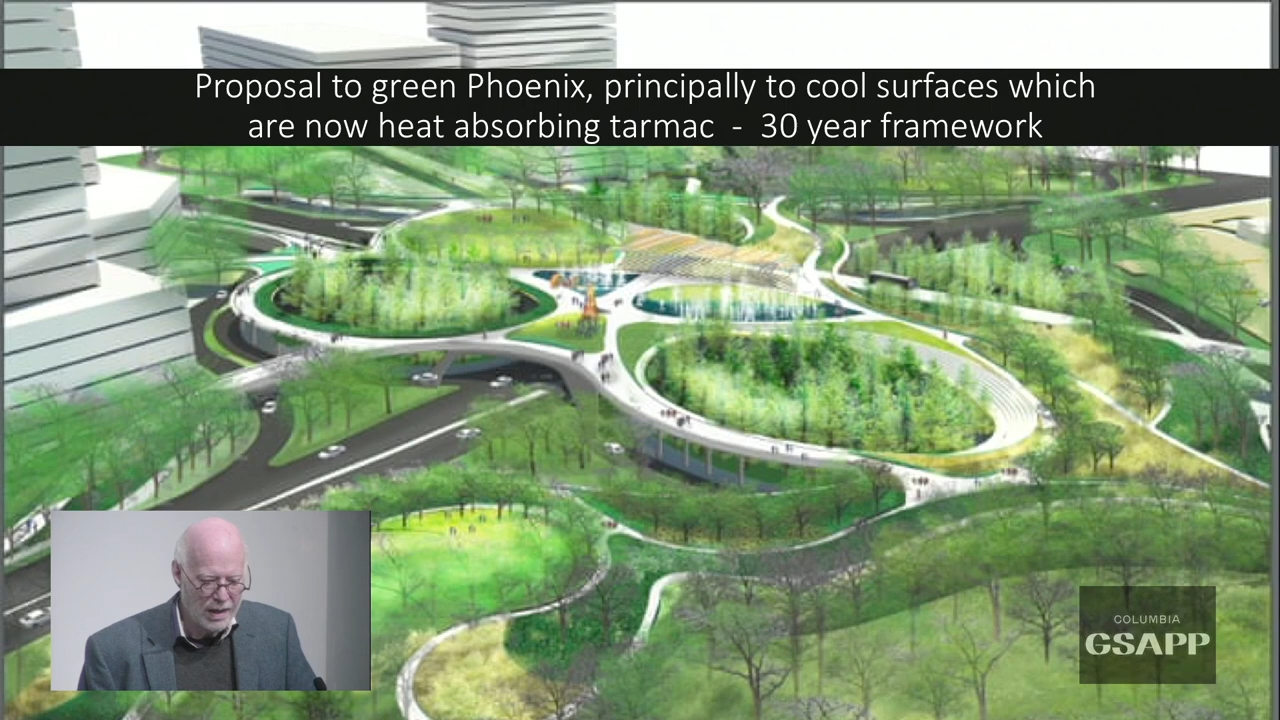 Proposal to green Phoenix, principally to cool surfaces which
are now heat absorbing tarmac - 30 year framework
COLUMBIA
GSAPP